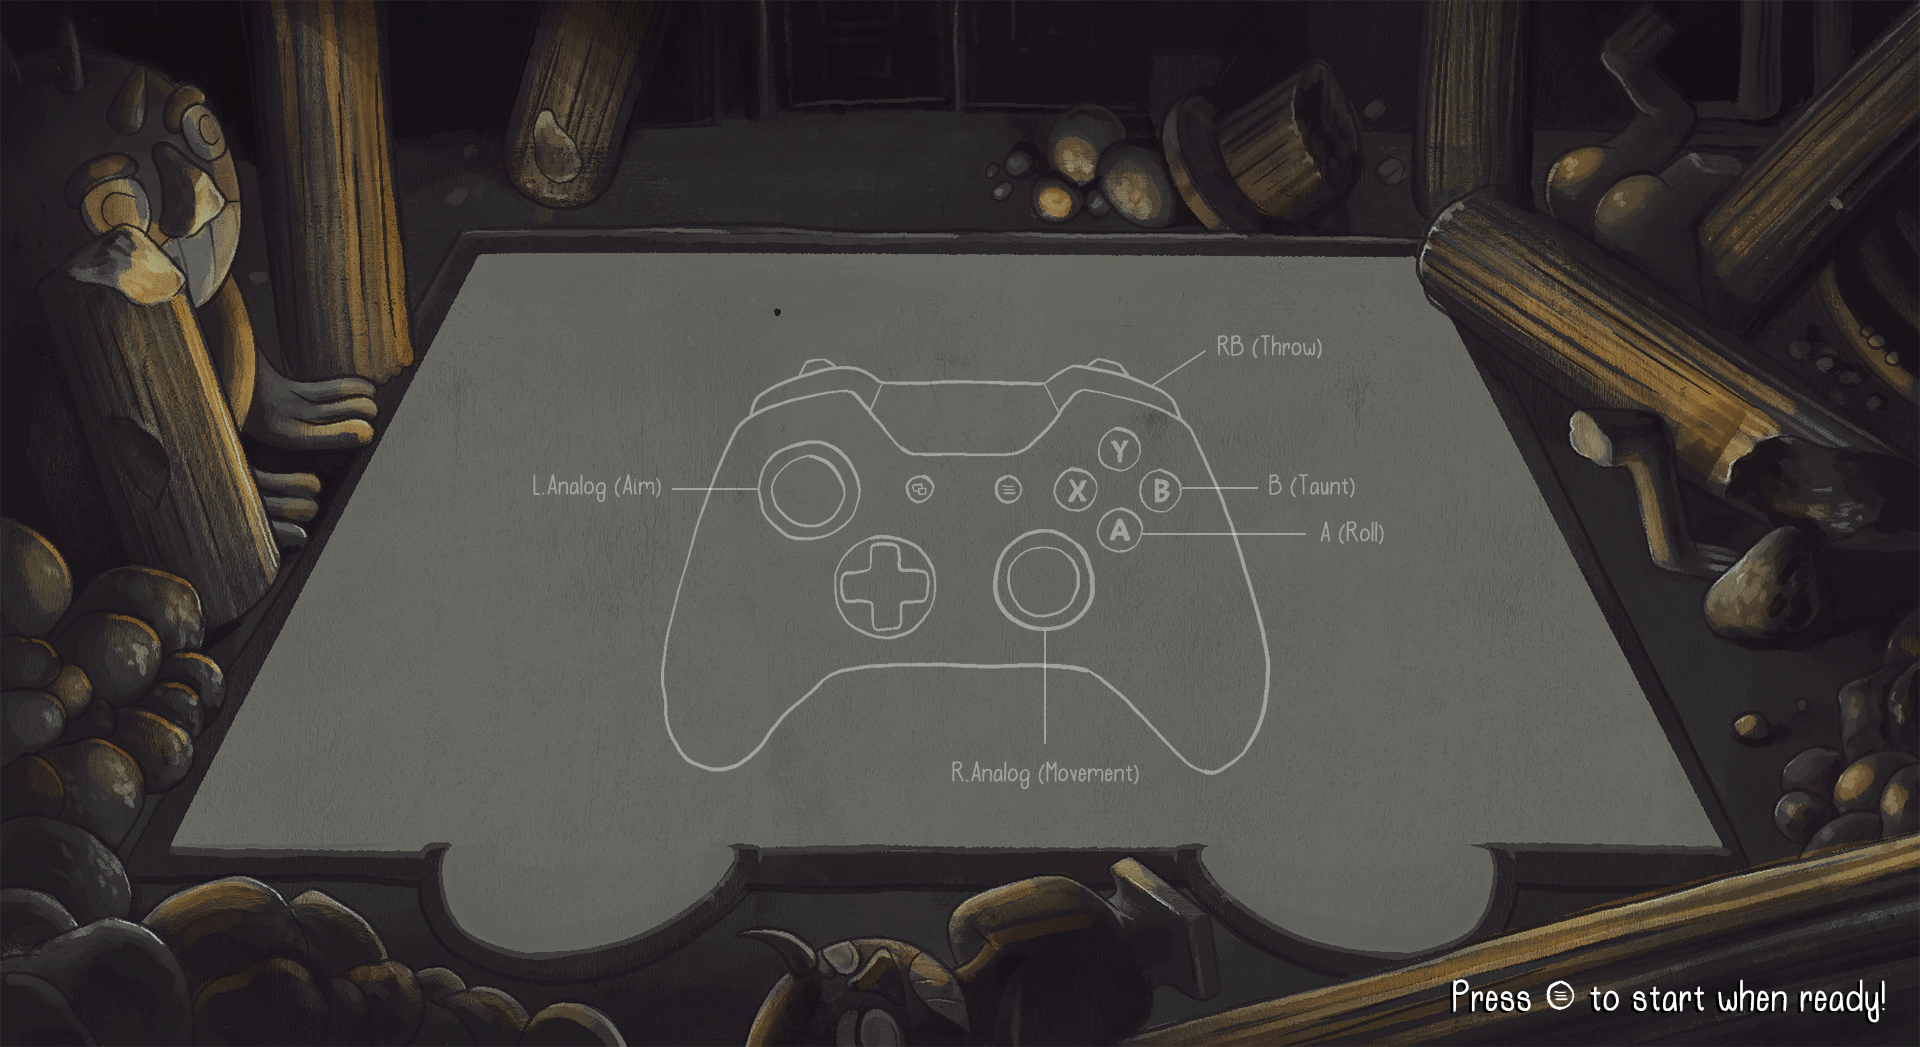 RB (Throw)
Y
L.Analog (Aim)
X
B
B (Taunt)
A
A (Roll)
R.Analog (Movement)
Press to start when ready!